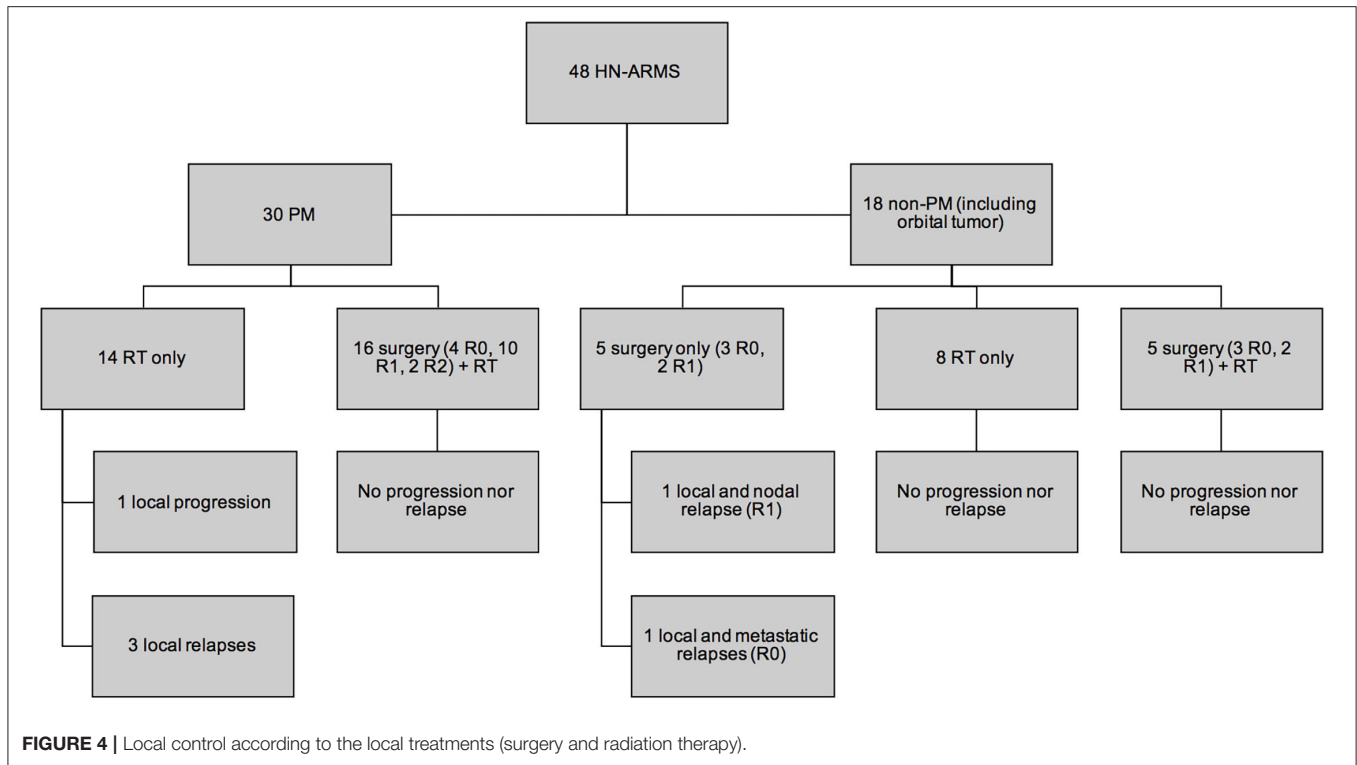 48 HN-ARMS
30 PM
18 non-PM (including
orbital tumor)
14 RT only
16 surgery (4 R0, 10
R1, 2 R2) + RT
5 surgery only (3 R0,
2 R1)
8 RT only
5 surgery (3 R0, 2
R1) + RT
1 local progression
No progression nor
relapse
1 local and nodal
relapse (R1)
No progression nor
relapse
No progression nor
relapse
3 local relapses
1 local and metastatic
relapses (R0)
FIGURE 4 | Local control according to the local treatments (surgery and radiation therapy).